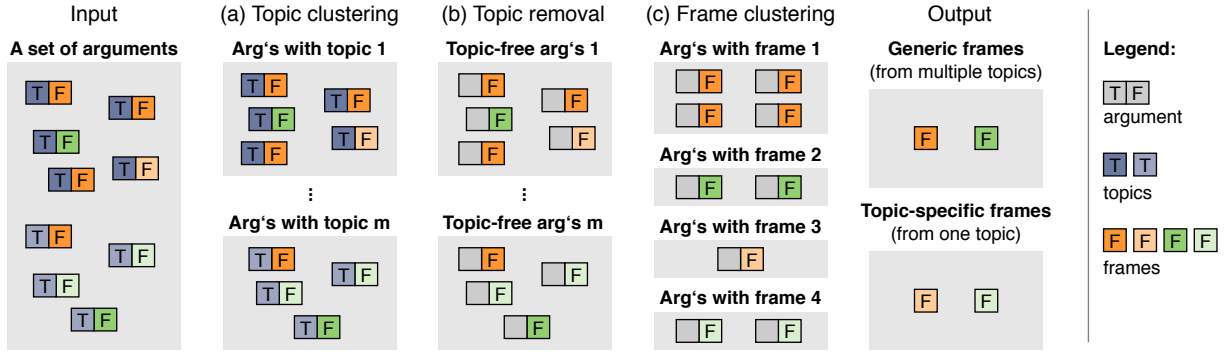 Input
A set of arguments
T F
T F
T F
T F
T F
T F
T F
T F
T F
(a) Topic clustering
Arg's with topic 1
T F
T F
T F
T F
T F
⋮
Arg's with topic m
T F
T F
T F
T F
(b) Topic removal
Topic-free arg's 1
F
F
F
F
F
⋮
Topic-free arg's m
F
F
F
F
(c) Frame clustering
Arg's with frame 1
F F
F F
Arg's with frame 2
F F
Arg's with frame 3
F
Arg's with frame 4
F F
Output
Generic frames
(from multiple topics)
F F
Topic-specific frames
(from one topic)
F F
Legend:
T F
argument
T T
topics
F F F F
frames